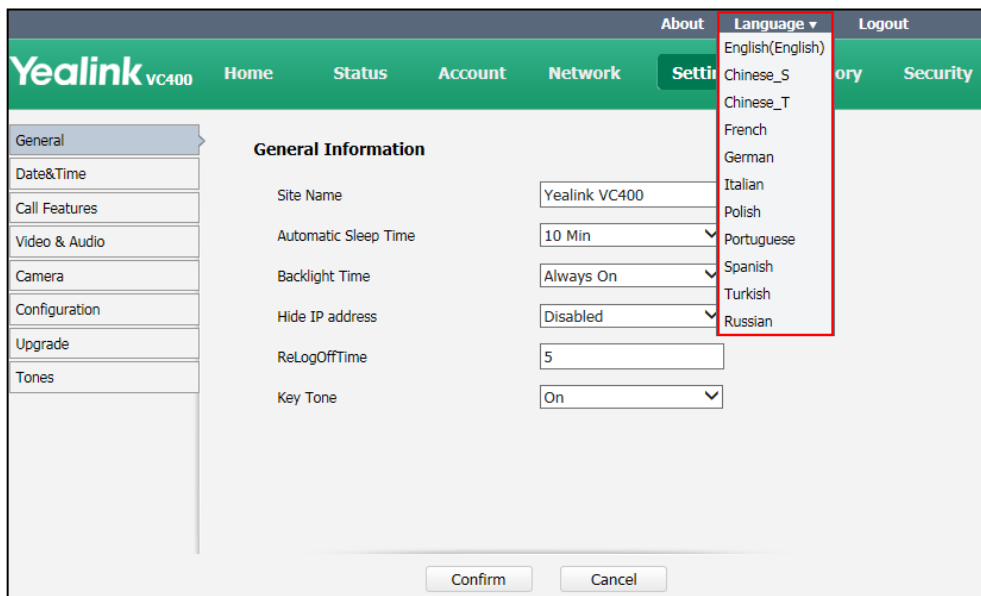 About Language ▾ Logout
Yealink VC400 Home Status Account Network Settin ory Security
English(English)
Chinese_S
Chinese_T
French
German
Italian
Polish
Portuguese
Spanish
Turkish
Russian
General
Date&Time
Call Features
Video & Audio
Camera
Configuration
Upgrade
Tones
General Information
Site Name Yealink VC400
Automatic Sleep Time 10 Min
Backlight Time Always On
Hide IP address Disabled
ReLogOffTime 5
Key Tone On
Confirm Cancel